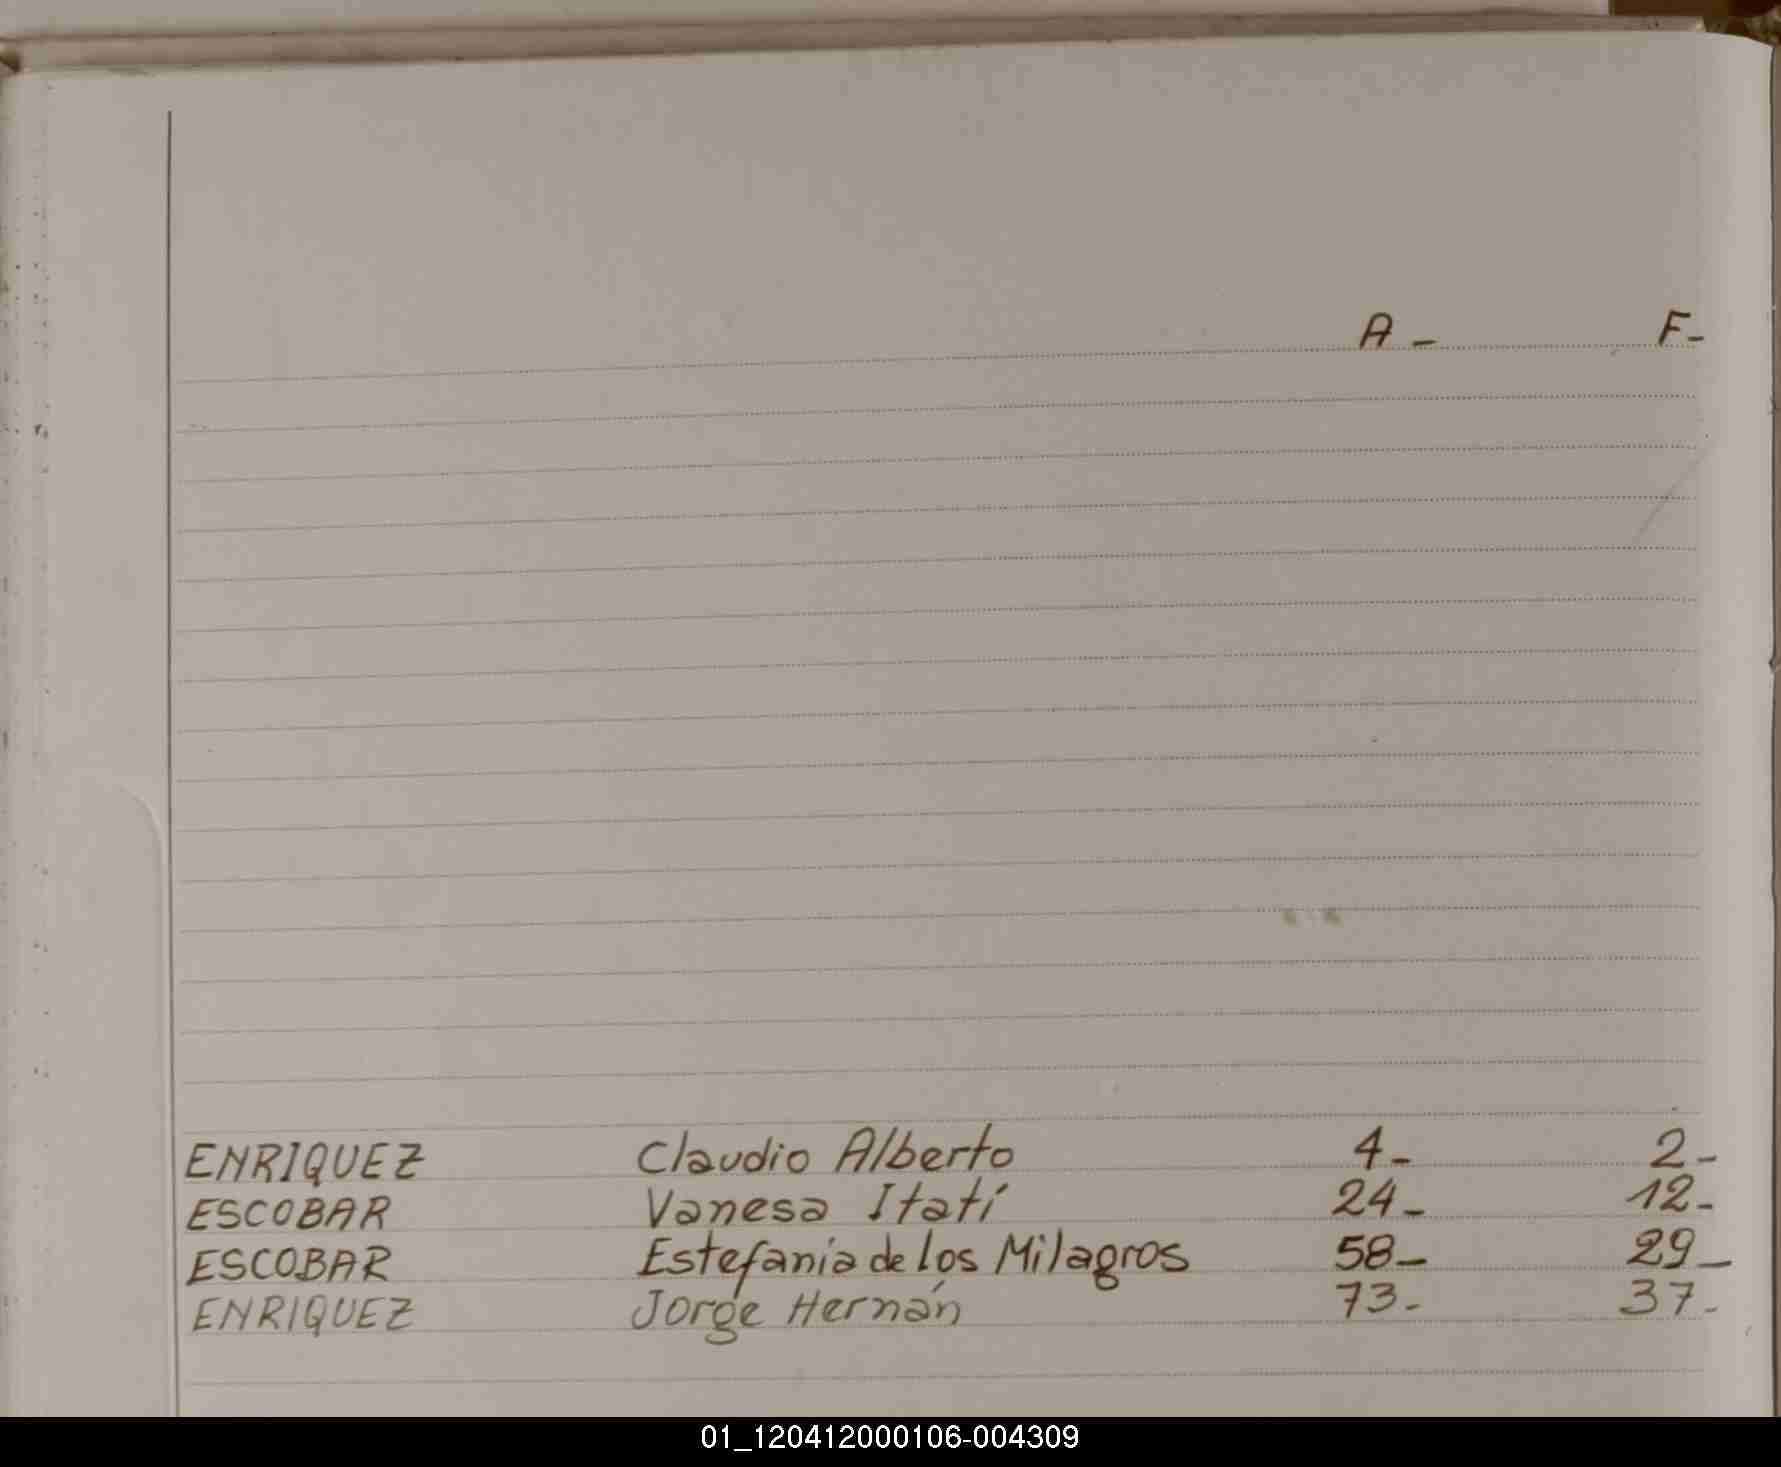 A - F-
ENRIQUEZ Claudio Alberto 4- 2-
ESCOBAR Vanesa Itatí 24- 12-
ESCOBAR Estefania de los Milagros 58- 29-
ENRIQUEZ Jorge Hernán 73- 37-
01_120412000106-004309